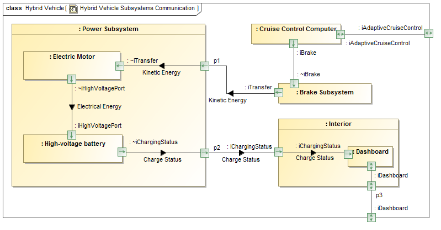 class Hybrid Vehicle[ Hybrid Vehicle Subsystems Communication ]
: Power Subsystem
: Cruise Control Computer
iAdaptiveCruiseControl
: iAdaptiveCruiseControl
: Electric Motor
: ~iTransfer
p1
Kinetic Energy
: iBrake
: ~iBrake
: iTransfer
: Brake Subsystem
Kinetic Energy
: ~iHighVoltagePort
Electrical Energy
: iHighVoltagePort
: High-voltage battery
~iChargingStatus
Charge Status
p2
: iChargingStatus
Charge Status
: Interior
iChargingStatus
Charge Status
: Dashboard
: iDashboard
p3
: iDashboard